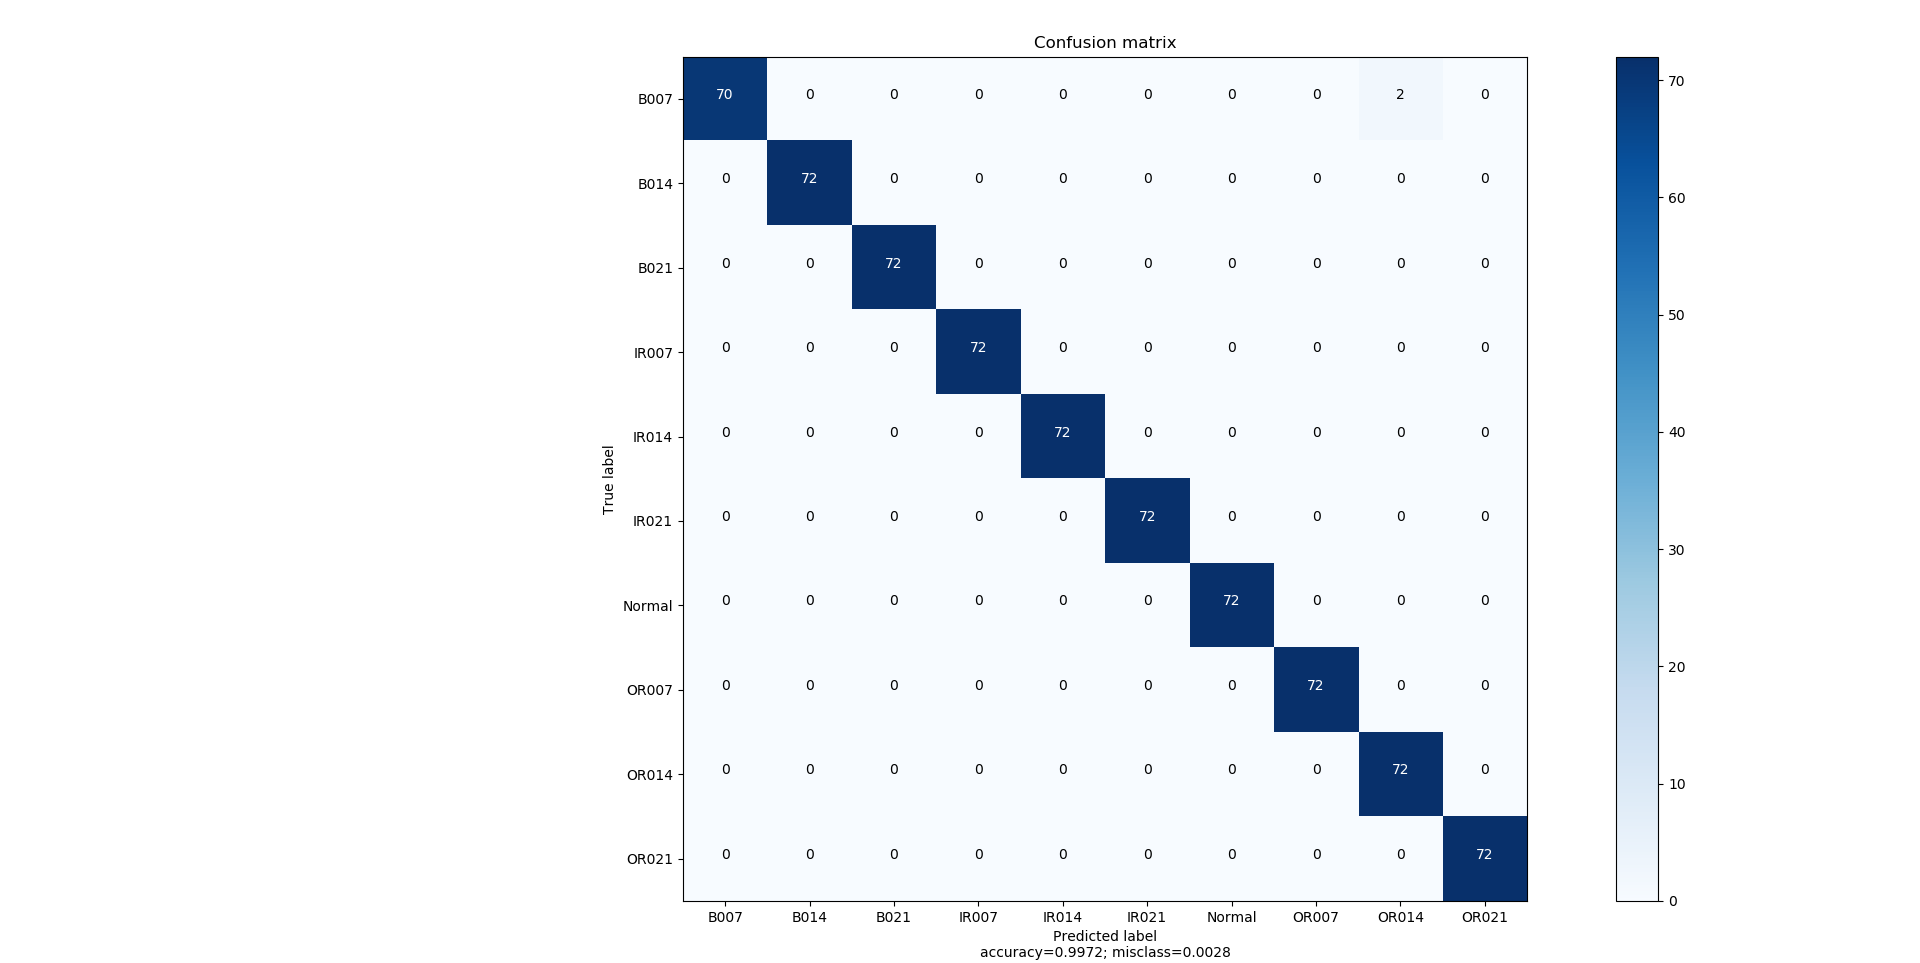 Confusion matrix
B007 70 0 0 0 0 0 0 0 2 0
B014 0 72 0 0 0 0 0 0 0 0
B021 0 0 72 0 0 0 0 0 0 0
IR007 0 0 0 72 0 0 0 0 0 0
IR014 0 0 0 0 72 0 0 0 0 0
IR021 0 0 0 0 0 72 0 0 0 0
Normal 0 0 0 0 0 0 72 0 0 0
OR007 0 0 0 0 0 0 0 72 0 0
OR014 0 0 0 0 0 0 0 0 72 0
OR021 0 0 0 0 0 0 0 0 0 72
True label
B007 B014 B021 IR007 IR014 IR021 Normal OR007 OR014 OR021
Predicted label
accuracy=0.9972; misclass=0.0028
70
60
50
40
30
20
10
0